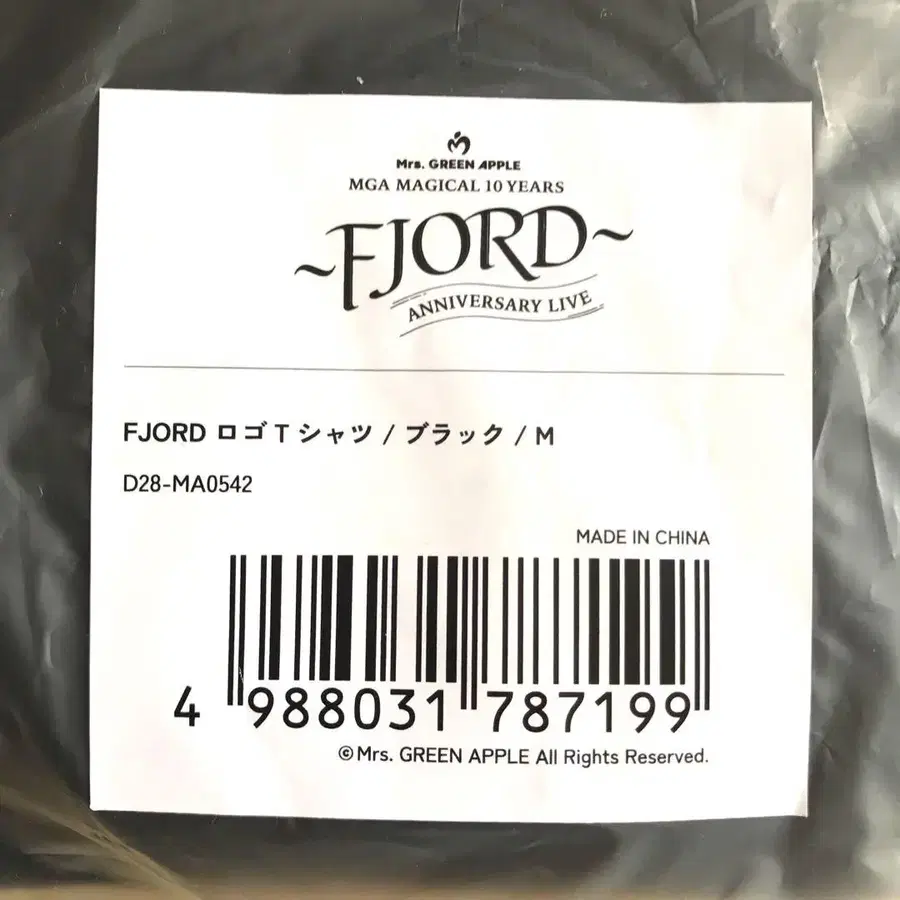 Mrs. GREEN APPLE
MGA MAGICAL 10 YEARS
~FJORD~
ANNIVERSARY LIVE
FJORD ロゴTシャツ / ブラック / M
D28-MA0542
MADE IN CHINA
4 988031 787199
©Mrs. GREEN APPLE All Rights Reserved.